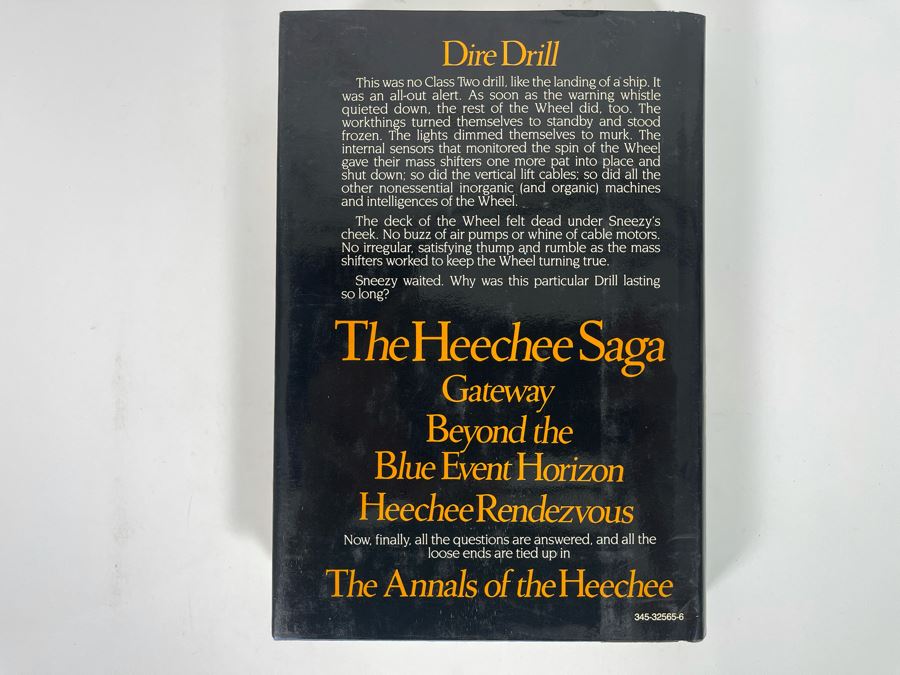 Dire Drill
This was no Class Two drill, like the landing of a ship. It
was an all-out alert. As soon as the warning whistle
quieted down, the rest of the Wheel did, too. The
workthings turned themselves to standby and stood
frozen. The lights dimmed themselves to murk. The
internal sensors that monitored the spin of the Wheel
gave their mass shifters one more pat into place and
shut down; so did the vertical lift cables; so did all the
other nonessential inorganic (and organic) machines
and intelligences of the Wheel.
The deck of the Wheel felt dead under Sneezy's
cheek. No buzz of air pumps or whine of cable motors.
No irregular, satisfying thump and rumble as the mass
shifters worked to keep the Wheel turning true.
Sneezy waited. Why was this particular Drill lasting
so long?
The Heechee Saga
Gateway
Beyond the
Blue Event Horizon
Heechee Rendezvous
Now, finally, all the questions are answered, and all the
loose ends are tied up in
The Annals of the Heechee
345-32565-6